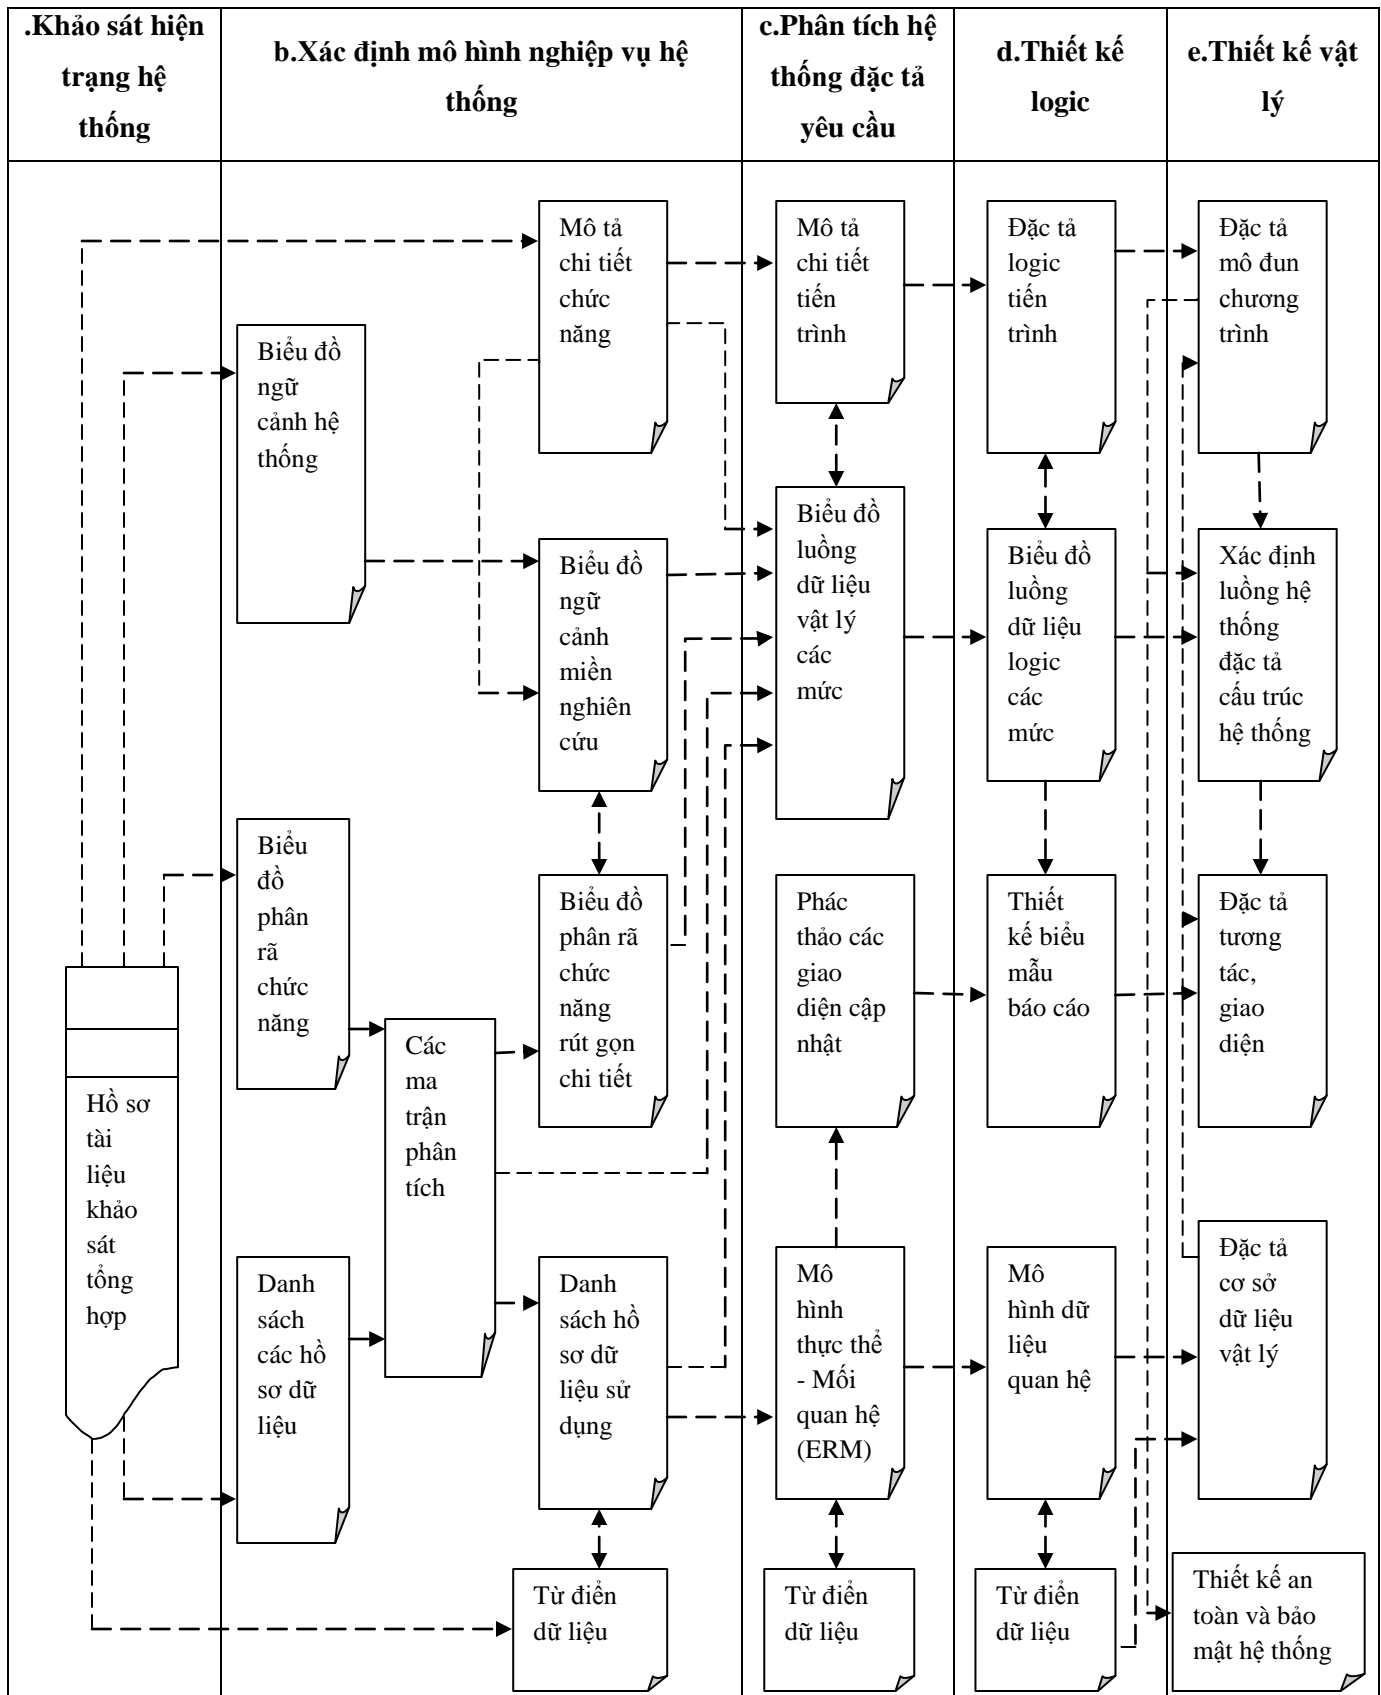 .Khảo sát hiện
trạng hệ
thống
b.Xác định mô hình nghiệp vụ hệ
thống
c.Phân tích hệ
thống đặc tả
yêu cầu
d.Thiết kế
logic
e.Thiết kế vật
lý
Hồ sơ
tài
liệu
khảo
sát
tổng
hợp
Biểu đồ
ngữ
cảnh hệ
thống
Biểu
đồ
phân
rã
chức
năng
Danh
sách
các hồ
sơ dữ
liệu
Các
ma
trận
phân
tích
Mô tả
chi tiết
chức
năng
Biểu đồ
ngữ
cảnh
miền
nghiên
cứu
Biểu đồ
phân rã
chức
năng
rút gọn
chi tiết
Danh
sách hồ
sơ dữ
liệu sử
dụng
Từ điển
dữ liệu
Mô tả
chi tiết
tiến
trình
Biểu đồ
luồng
dữ liệu
vật lý
các
mức
Phác
thảo các
giao
diện cập
nhật
Mô
hình
thực thể
- Mối
quan hệ
(ERM)
Từ điển
dữ liệu
Đặc tả
logic
tiến
trình
Biểu đồ
luồng
dữ liệu
logic
các
mức
Thiết
kế biểu
mẫu
báo cáo
Mô
hình dữ
liệu
quan hệ
Từ điển
dữ liệu
Đặc tả
mô đun
chương
trình
Xác định
luồng hệ
thống
đặc tả
cấu trúc
hệ thống
Đặc tả
tương
tác,
giao
diện
Đặc tả
cơ sở
dữ liệu
vật lý
Thiết kế an
toàn và bảo
mật hệ thống